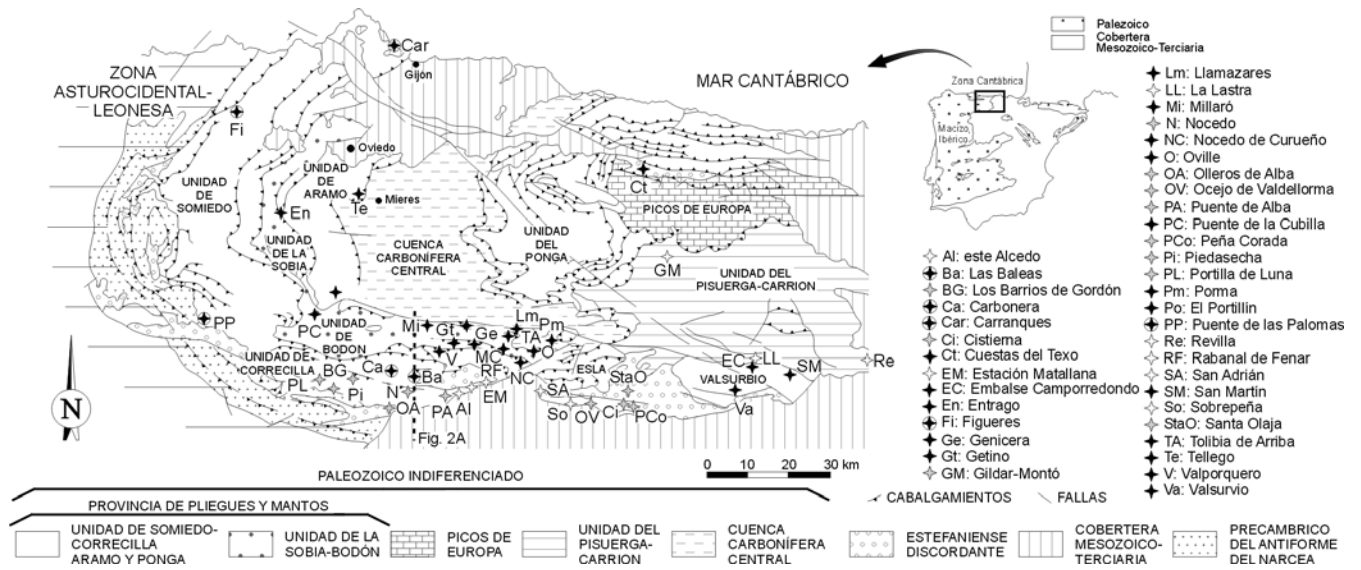 Car
Gijón
ZONA
ASTUROCIDENTAL-
LEONESA
MAR CANTÁBRICO
Fi
Oviedo
UNIDAD
DE
ARAMO
Te
Mieres
UNIDAD
DE
SOMIEDO
En
UNIDAD
DE LA
SOBIA
CUENCA
CARBONÍFERA
CENTRAL
UNIDAD
DEL
PONGA
Ct
PICOS DE EUROPA
GM
UNIDAD DEL
PISUERGA-CARRION
PP
PC
UNIDAD
DE
BODON
Mi
Gt
Ge
Lm
Pm
TA
V
MC
O
UNIDAD DE
CORRECILLA
BG
Ca
Ba
RF
NC
ESLA
EC
LL
SM
Re
PL
Pi
N
OA
PA
Al
EM
SA
StaO
So
OV
Ci
PCo
VALSURBIO
Va
N
Fig. 2A
0 10 20 30 km
Palezoico
Cobertera
Mesozoico-Terciaria
Zona Cantábrica
Macizo
Ibérico
Al: este Alcedo
Ba: Las Baleas
BG: Los Barrios de Gordón
Ca: Carbonera
Car: Carranques
Ci: Cistierna
Ct: Cuestas del Texo
EM: Estación Matallana
EC: Embalse Camporredondo
En: Entrago
Fi: Figueres
Ge: Genicera
Gt: Getino
GM: Gildar-Montó
Lm: Llamazares
LL: La Lastra
Mi: Millaró
N: Nocedo
NC: Nocedo de Curueño
O: Oville
OA: Olleros de Alba
OV: Ocejo de Valdellorma
PA: Puente de Alba
PC: Puente de la Cubilla
PCo: Peña Corada
Pi: Piedasecha
PL: Portilla de Luna
Pm: Porma
Po: El Portillín
PP: Puente de las Palomas
Re: Revilla
RF: Rabanal de Fenar
SA: San Adrián
SM: San Martín
So: Sobrepeña
StaO: Santa Olaja
TA: Tolibia de Arriba
Te: Tellego
V: Valporquero
Va: Valsurvio
PALEOZOICO INDIFERENCIADO
CABALGAMIENTOS
FALLAS
PROVINCIA DE PLIEGUES Y MANTOS
UNIDAD DE SOMIEDO-
CORRECILLA
ARAMO Y PONGA
UNIDAD DE LA
SOBIA-BODÓN
PICOS DE
EUROPA
UNIDAD DEL
PISUERGA-
CARRION
CUENCA
CARBONÍFERA
CENTRAL
ESTEFANIENSE
DISCORDANTE
COBERTERA
MESOZOICO-
TERCIARIA
PRECAMBRICO
DEL ANTIFORME
DEL NARCEA